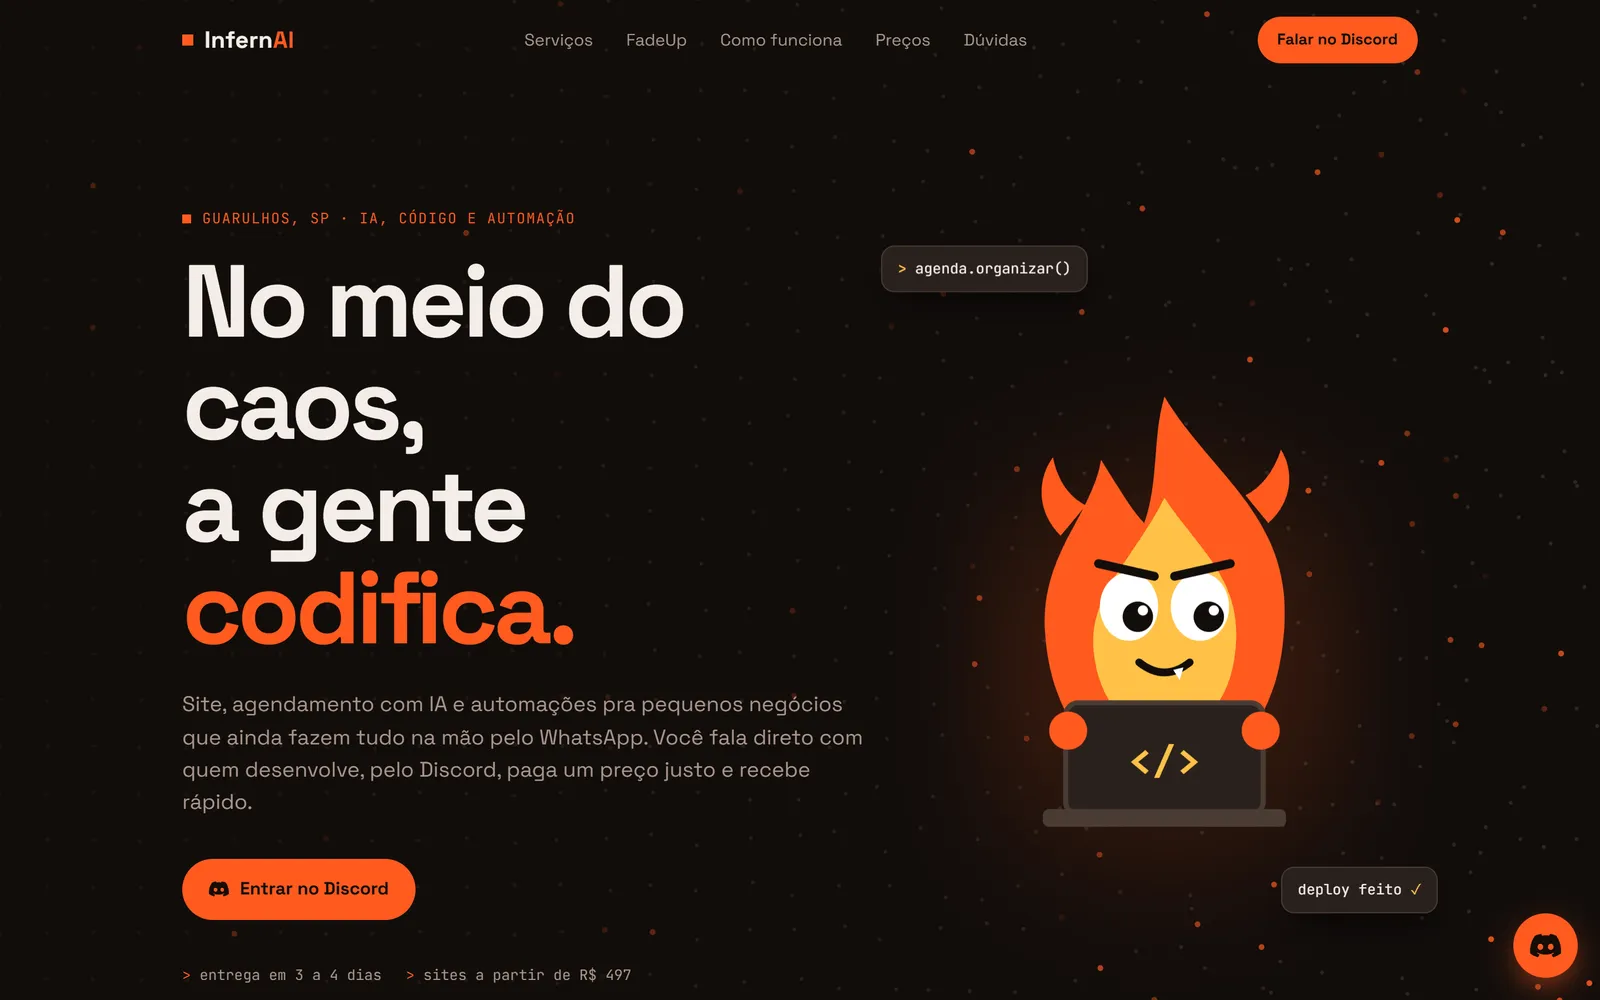 InfernAI
Serviços FadeUp Como funciona Preços Dúvidas
Falar no Discord
GUARULHOS, SP · IA, CÓDIGO E AUTOMAÇÃO
No meio do
caos,
a gente
codifica.
Site, agendamento com IA e automações pra pequenos negócios
que ainda fazem tudo na mão pelo WhatsApp. Você fala direto com
quem desenvolve, pelo Discord, paga um preço justo e recebe
rápido.
Entrar no Discord
> entrega em 3 a 4 dias > sites a partir de R$ 497
> agenda.organizar()
</>
deploy feito ✓